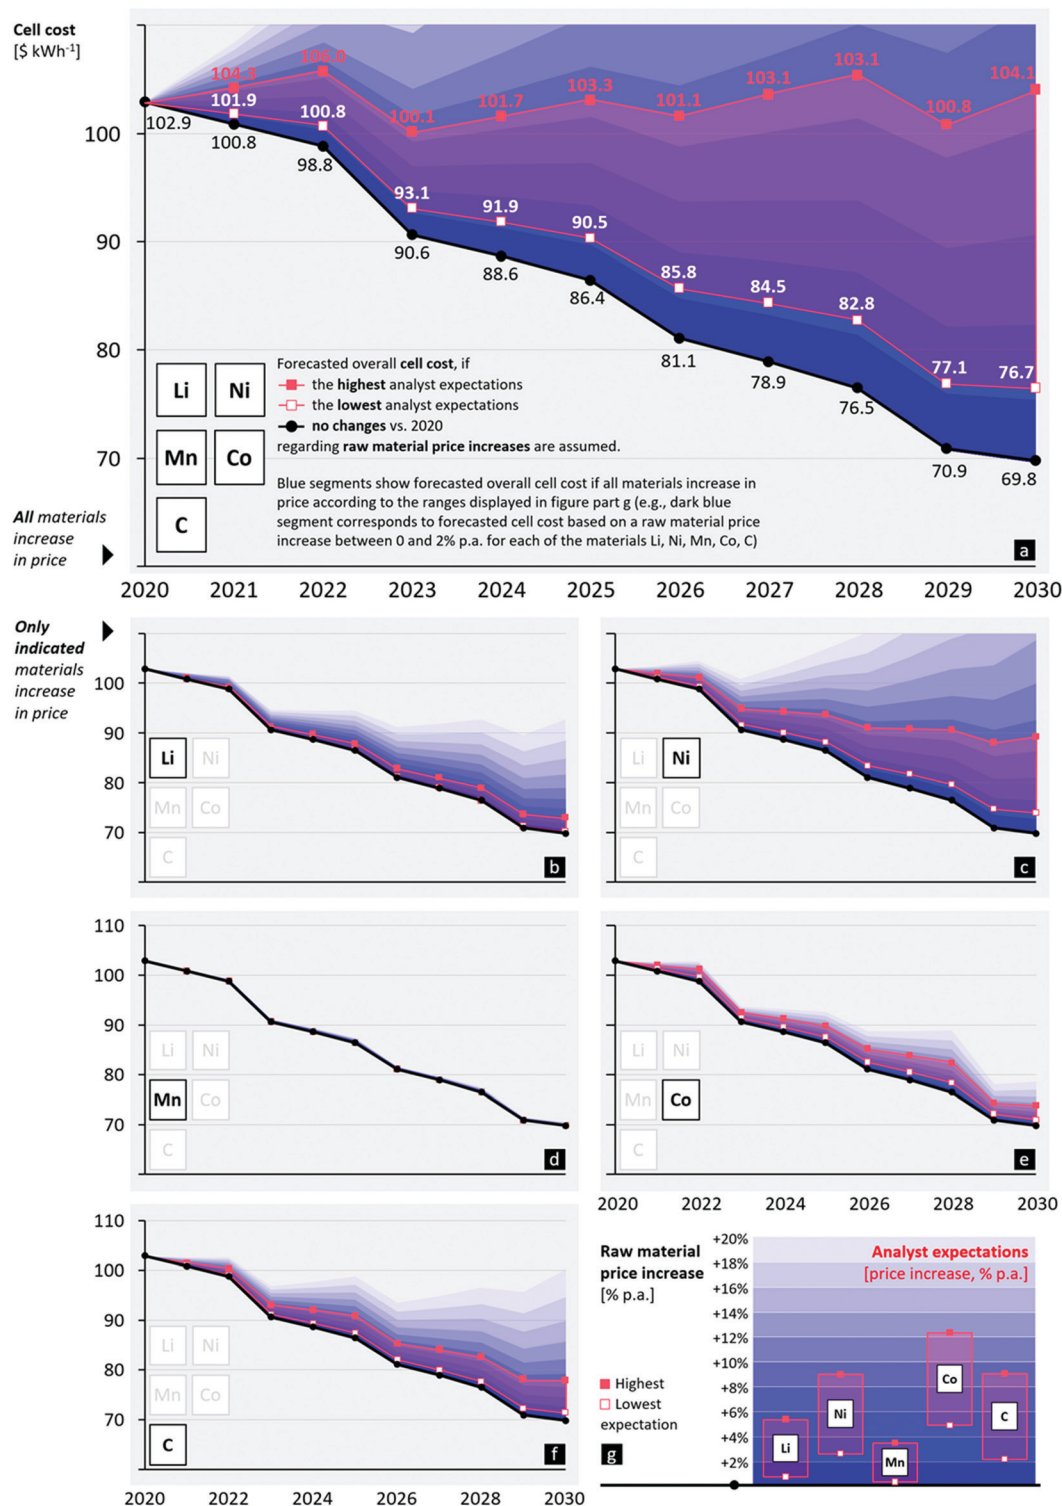 Cell cost
[$ kWh-1]
104.3
106.0
100.1
101.7
103.3
101.1
103.1
103.1
100.8
104.1
101.9
100.8
93.1
91.9
90.5
85.8
84.5
82.8
77.1
76.7
102.9
100.8
98.8
90.6
88.6
86.4
81.1
78.9
76.5
70.9
69.8
100
90
80
70
Li Ni
Mn Co
C
Forecasted overall cell cost, if
the highest analyst expectations
the lowest analyst expectations
no changes vs. 2020
regarding raw material price increases are assumed.
Blue segments show forecasted overall cell cost if all materials increase in
price according to the ranges displayed in figure part g (e.g., dark blue
segment corresponds to forecasted cell cost based on a raw material price
increase between 0 and 2% p.a. for each of the materials Li, Ni, Mn, Co, C)
All materials
increase
in price
a
2020 2021 2022 2023 2024 2025 2026 2027 2028 2029 2030
Only
indicated
materials
increase
in price
100
90
80
70
Li Ni
Mn Co
C
b
100
90
80
70
Li Ni
Mn Co
C
c
110
100
90
80
70
Li Ni
Mn Co
C
d
Li Ni
Mn Co
C
e
2020 2022 2024 2026 2028 2030
110
100
90
80
70
Li Ni
Mn Co
C
f
2020 2022 2024 2026 2028 2030
Raw material
price increase
[% p.a.]
+20%
+18%
+16%
+14%
+12%
+10%
+8%
+6%
+4%
+2%
Analyst expectations
[price increase, % p.a.]
Highest
Lowest
expectation
Li
Ni
Mn
Co
C
g